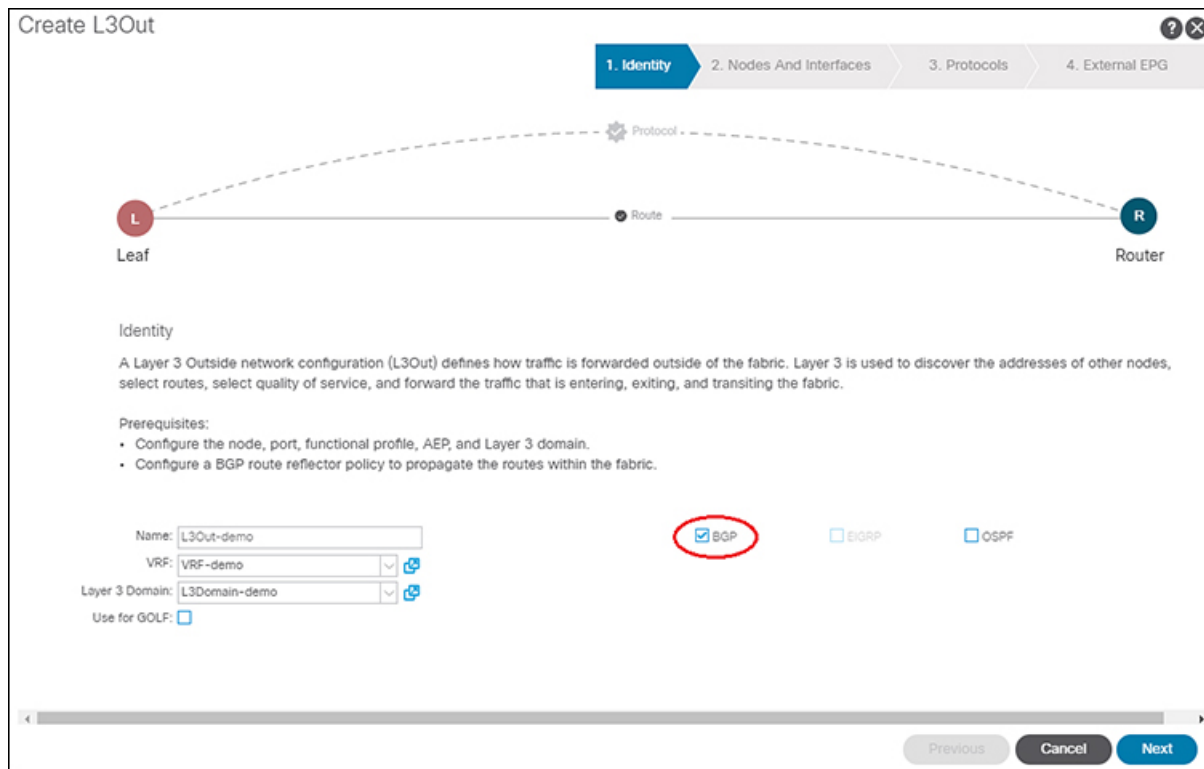 Create L3Out
1. Identity
2. Nodes And Interfaces
3. Protocols
4. External EPG
Protocol
L
Route
R
Leaf
Router
Identity
A Layer 3 Outside network configuration (L3Out) defines how traffic is forwarded outside of the fabric. Layer 3 is used to discover the addresses of other nodes,
select routes, select quality of service, and forward the traffic that is entering, exiting, and transiting the fabric.
Prerequisites:
• Configure the node, port, functional profile, AEP, and Layer 3 domain.
• Configure a BGP route reflector policy to propagate the routes within the fabric.
Name: L3Out-demo
BGP
EIGRP
OSPF
VRF: VRF-demo
Layer 3 Domain: L3Domain-demo
Use for GOLF:
Previous
Cancel
Next